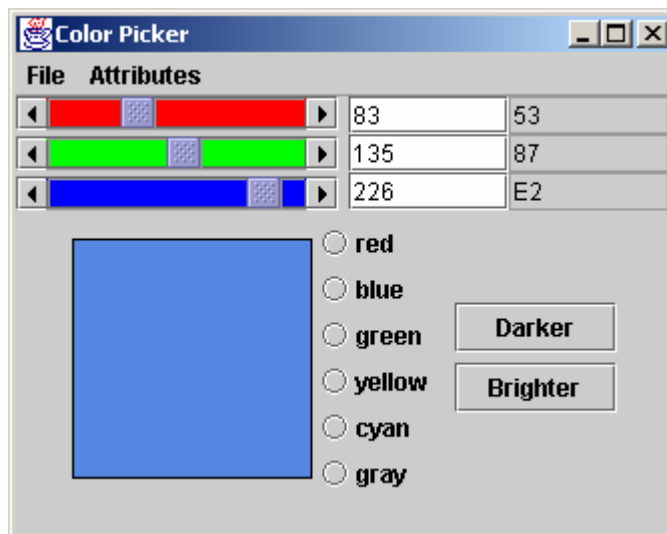 Color Picker
File Attributes
83 53
135 87
226 E2
red
blue
green
yellow
cyan
gray
Darker
Brighter